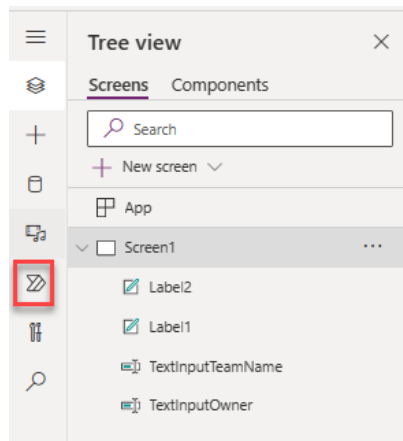 Tree view
Screens Components
Search
New screen
App
Screen1
Label2
Label1
TextInputTeamName
TextInputOwner